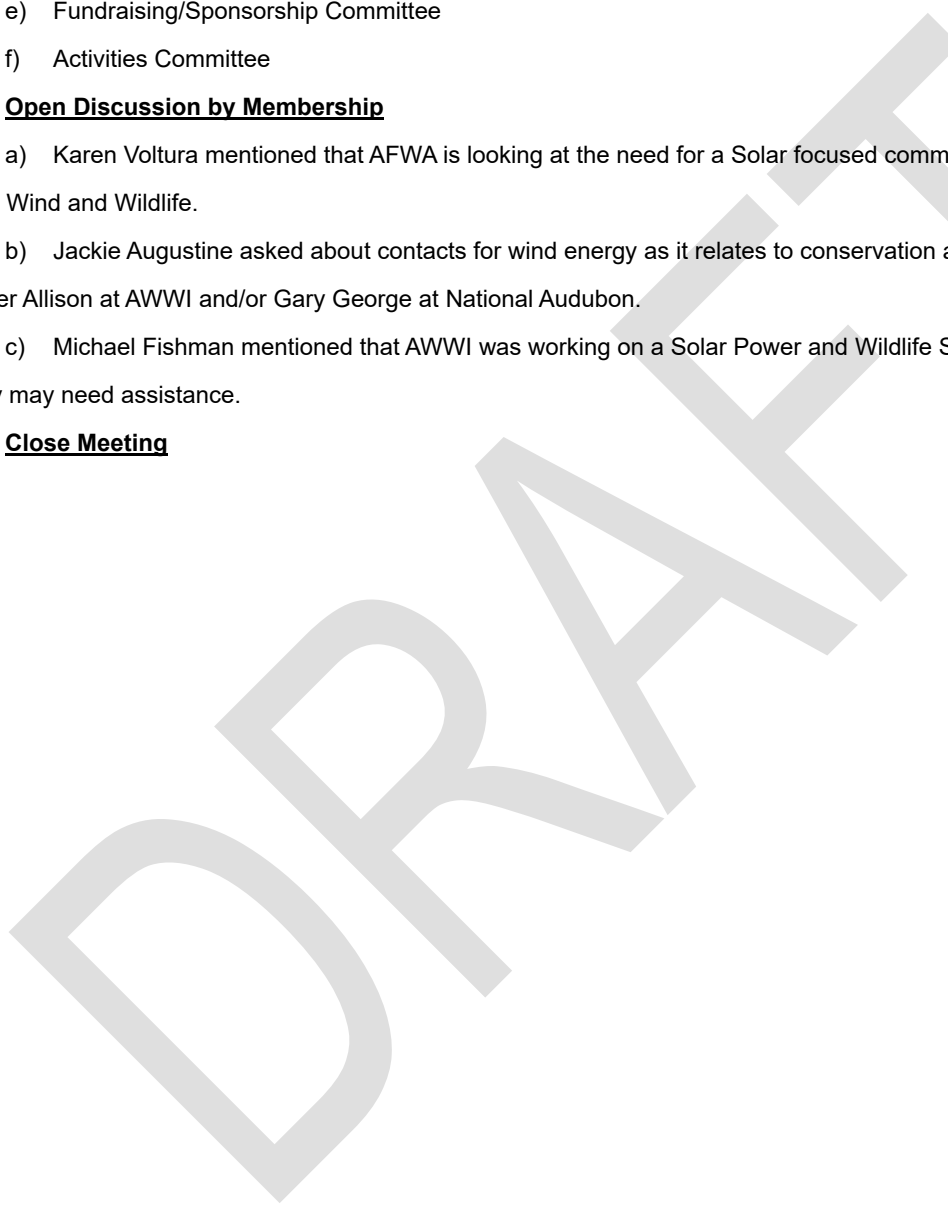 e) Fundraising/Sponsorship Committee
f) Activities Committee
Open Discussion by Membership
a) Karen Voltura mentioned that AFWA is looking at the need for a Solar focused
Wind and Wildlife.
b) Jackie Augustine asked about contacts for wind energy as it relates to conservation
Allison at AWWI and/or Gary George at National Audubon.
c) Michael Fishman mentioned that AWWI was working on a Solar Power and Wildlife
may need assistance.
Close Meeting
DRAFT